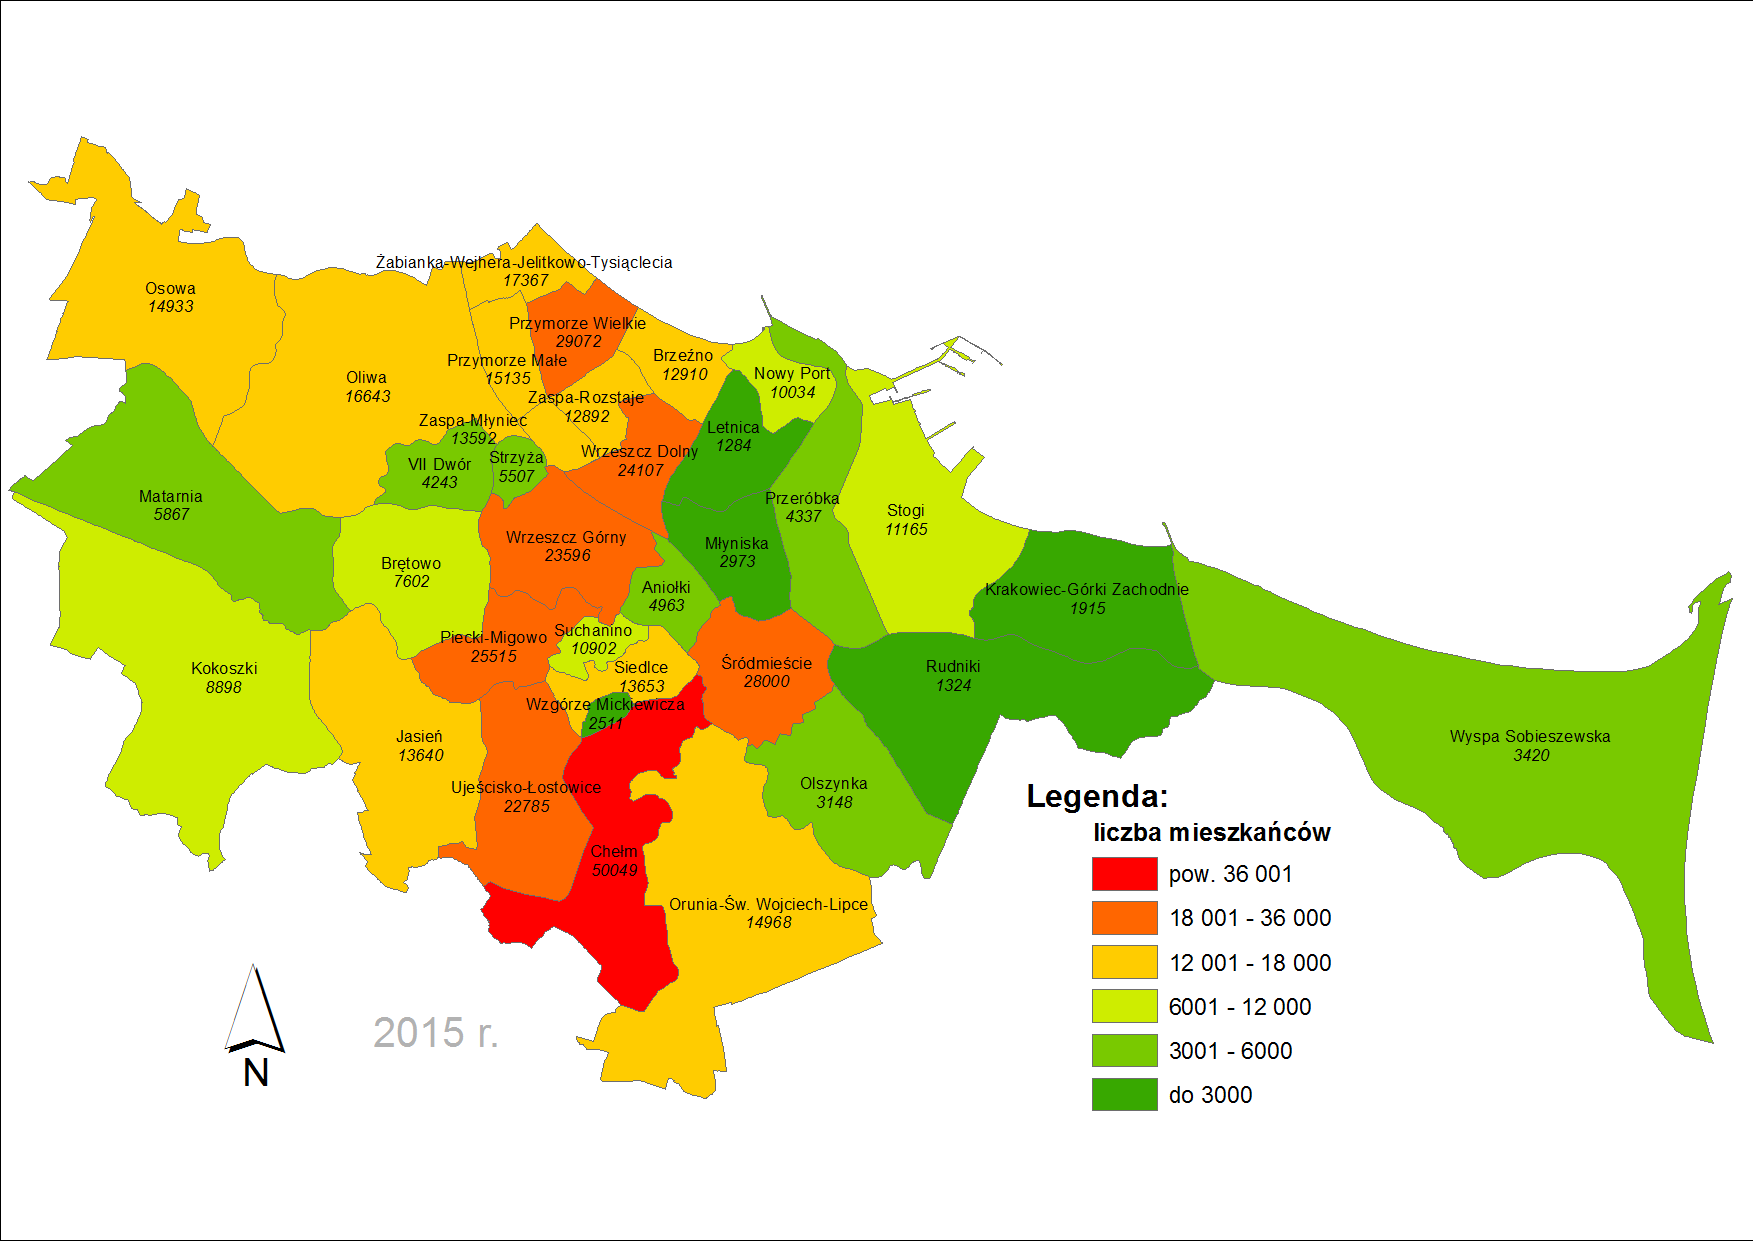 Żabianka-Wejhera-Jelitkowo-Tysiąclecia
17367
Osowa
14933
Przymorze Wielkie
29072
Przymorze Małe
15135
Brzeźno
12910
Oliwa
16643
Nowy Port
10034
Zaspa-Rozstaje
12892
Zaspa-Młyniec
13592
Letnica
1284
Wrzeszcz Dolny
24107
VII Dwór
4243
Strzyża
5507
Matarnia
5867
Przeróbka
4337
Stogi
11165
Wrzeszcz Górny
23596
Młyniska
2973
Brętowo
7602
Aniołki
4963
Krakowiec-Górki Zachodnie
1915
Piecki-Migowo
25515
Suchanino
10902
Kokoszki
8898
Siedlce
13653
Śródmieście
28000
Rudniki
1324
Wzgórze Mickiewicza
2511
Jasień
13640
Wyspa Sobieszewska
3420
Ujeścisko-Łostowice
22785
Olszynka
3148
Chełm
50049
Orunia-Św. Wojciech-Lipce
14968
Legenda:
liczba mieszkańców
pow. 36 001
18 001 - 36 000
12 001 - 18 000
6001 - 12 000
3001 - 6000
do 3000
2015 r.
N